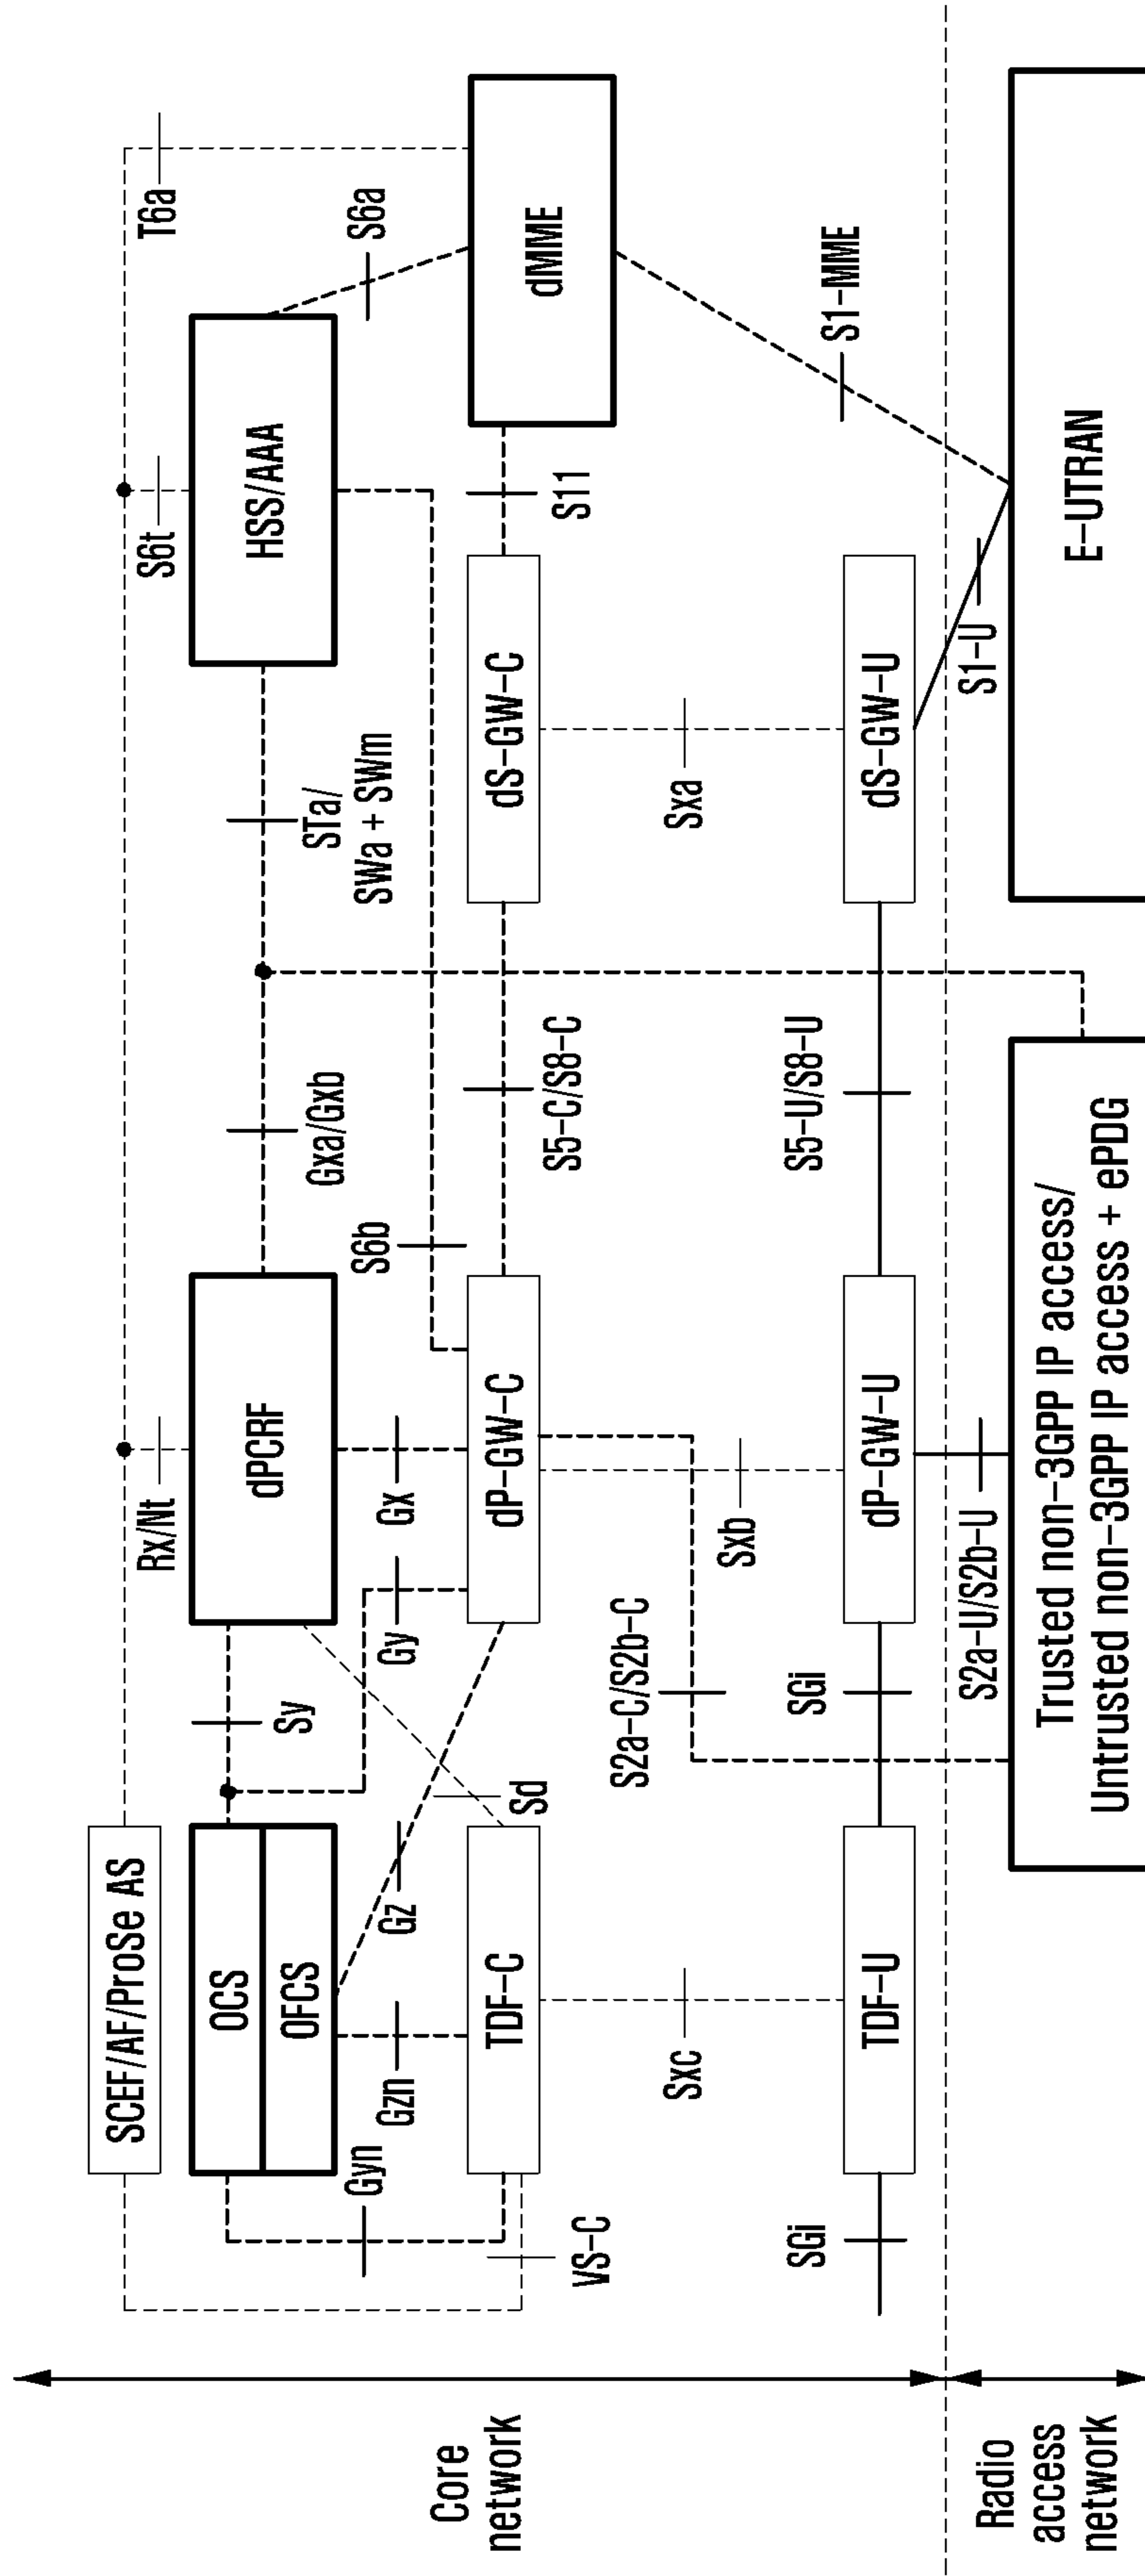 SCEF/AF/ProSe AS
Rx/Nt
S6t
T6a
OCS
OFCS
Sy
dPCRF
Gxa/Gxb
STa/
SWa + SWm
HSS/AAA
S6a
Gyn
Gzn
Gz
Gy
Gx
S6b
VS-C
TDF-C
Sd
dP-GW-C
S5-C/S8-C
dS-GW-C
S11
dMME
Core
network
Sxc
S2a-C/S2b-C
Sxb
Sxa
S1-MME
SGi
TDF-U
SGi
dP-GW-U
S5-U/S8-U
dS-GW-U
S2a-U/S2b-U
S1-U
Radio
access
network
Trusted non-3GPP IP access/
Untrusted non-3GPP IP access + ePDG
E-UTRAN